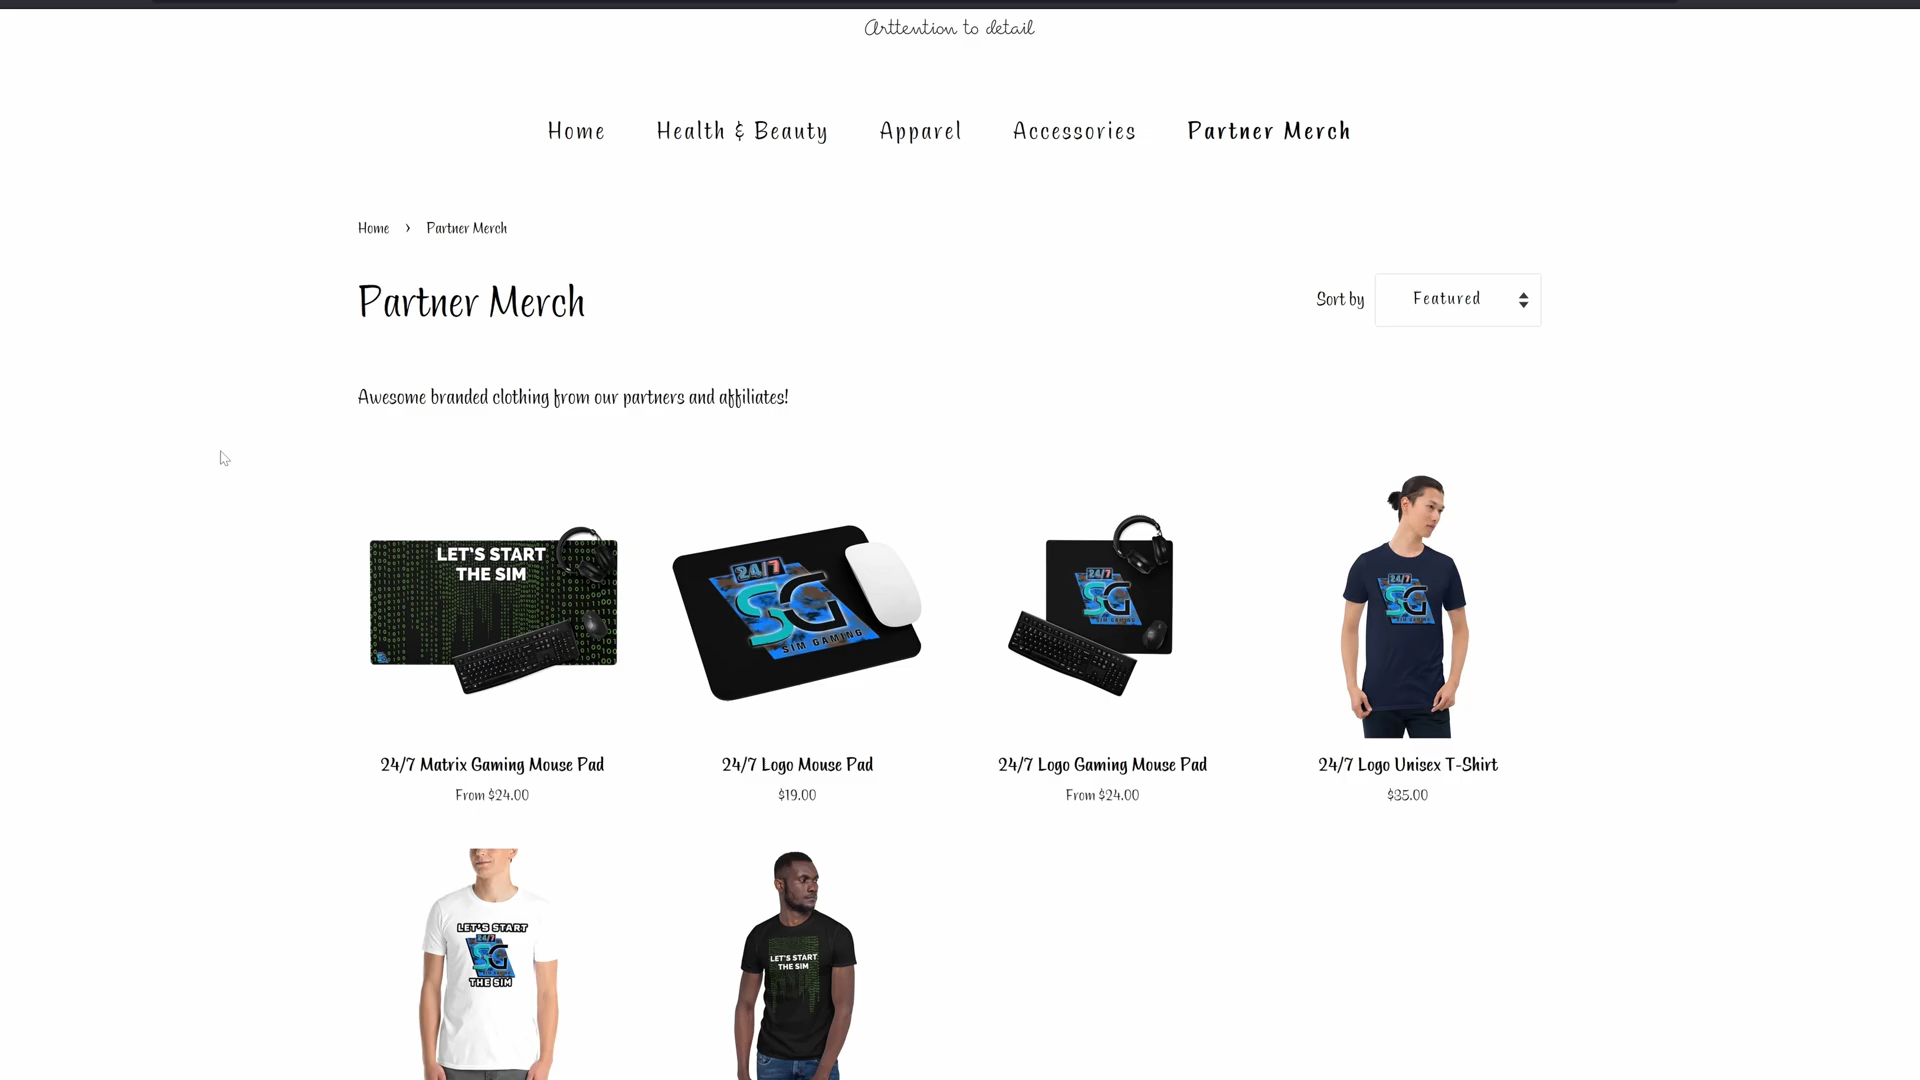 Arttention to detail
Home Health & Beauty Apparel Accessories Partner Merch
Home › Partner Merch
Partner Merch
Sort by Featured
Awesome branded clothing from our partners and affiliates!
LET'S START
THE SIM
24/7
SG
SIM GAMING
24/7
SG
SIM GAMING
24/7
SG
SIM GAMING
24/7 Matrix Gaming Mouse Pad
From $24.00
24/7 Logo Mouse Pad
$19.00
24/7 Logo Gaming Mouse Pad
From $24.00
24/7 Logo Unisex T-Shirt
$35.00
LET'S START
24/7
SG
THE SIM
LET'S START
THE SIM